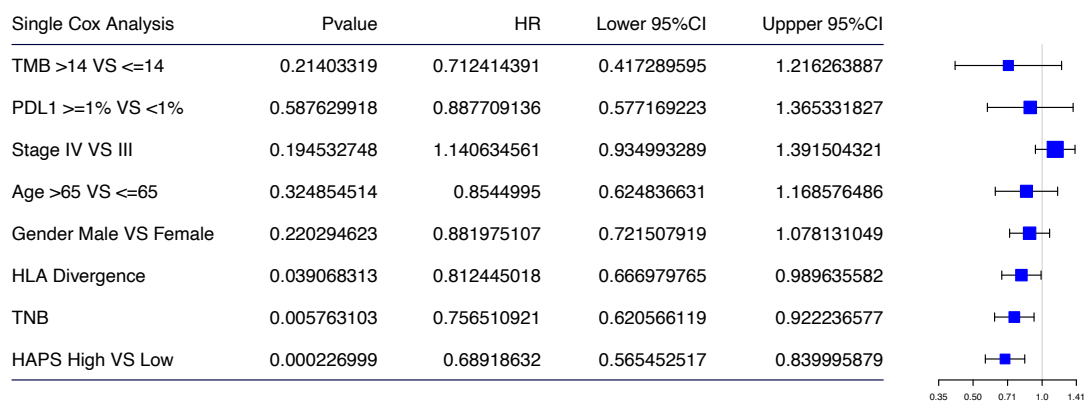 Single Cox Analysis Pvalue HR Lower 95%CI Uppper 95%CI
TMB >14 VS <=14 0.21403319 0.712414391 0.417289595 1.216263887
PDL1 >=1% VS <1% 0.587629918 0.887709136 0.577169223 1.365331827
Stage IV VS III 0.194532748 1.140634561 0.934993289 1.391504321
Age >65 VS <=65 0.324854514 0.8544995 0.624836631 1.168576486
Gender Male VS Female 0.220294623 0.881975107 0.721507919 1.078131049
HLA Divergence 0.039068313 0.812445018 0.666979765 0.989635582
TNB 0.005763103 0.756510921 0.620566119 0.922236577
HAPS High VS Low 0.000226999 0.68918632 0.565452517 0.839995879
0.35 0.50 0.71 1.0 1.41